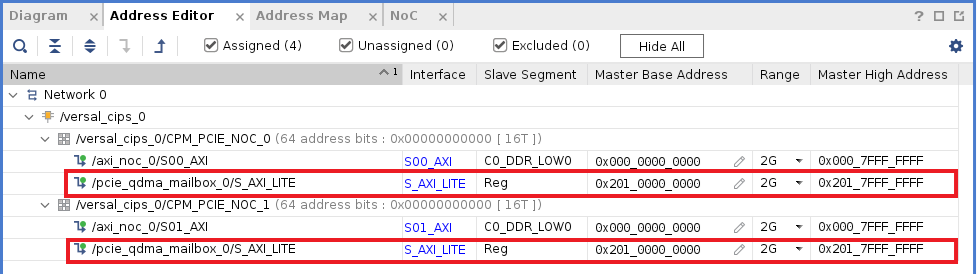 Diagram × Address Editor × Address Map × NoC × ?
Assigned (4) Unassigned (0) Excluded (0) Hide All
Name 1 Interface Slave Segment Master Base Address Range Master High Address
Network 0
/versal_cips_0
/versal_cips_0/CPM_PCIE_NOC_0 (64 address bits : 0x00000000000 [ 16T ])
/axi_noc_0/S00_AXI S00_AXI C0_DDR_LOW0 0x000_0000_0000 2G 0x000_7FFF_FFFF
/pcie_qdma_mailbox_0/S_AXI_LITE S_AXI_LITE Reg 0x201_0000_0000 2G 0x201_7FFF_FFFF
/versal_cips_0/CPM_PCIE_NOC_1 (64 address bits : 0x00000000000 [ 16T ])
/axi_noc_0/S01_AXI S01_AXI C0_DDR_LOW0 0x000_0000_0000 2G 0x000_7FFF_FFFF
/pcie_qdma_mailbox_0/S_AXI_LITE S_AXI_LITE Reg 0x201_0000_0000 2G 0x201_7FFF_FFFF